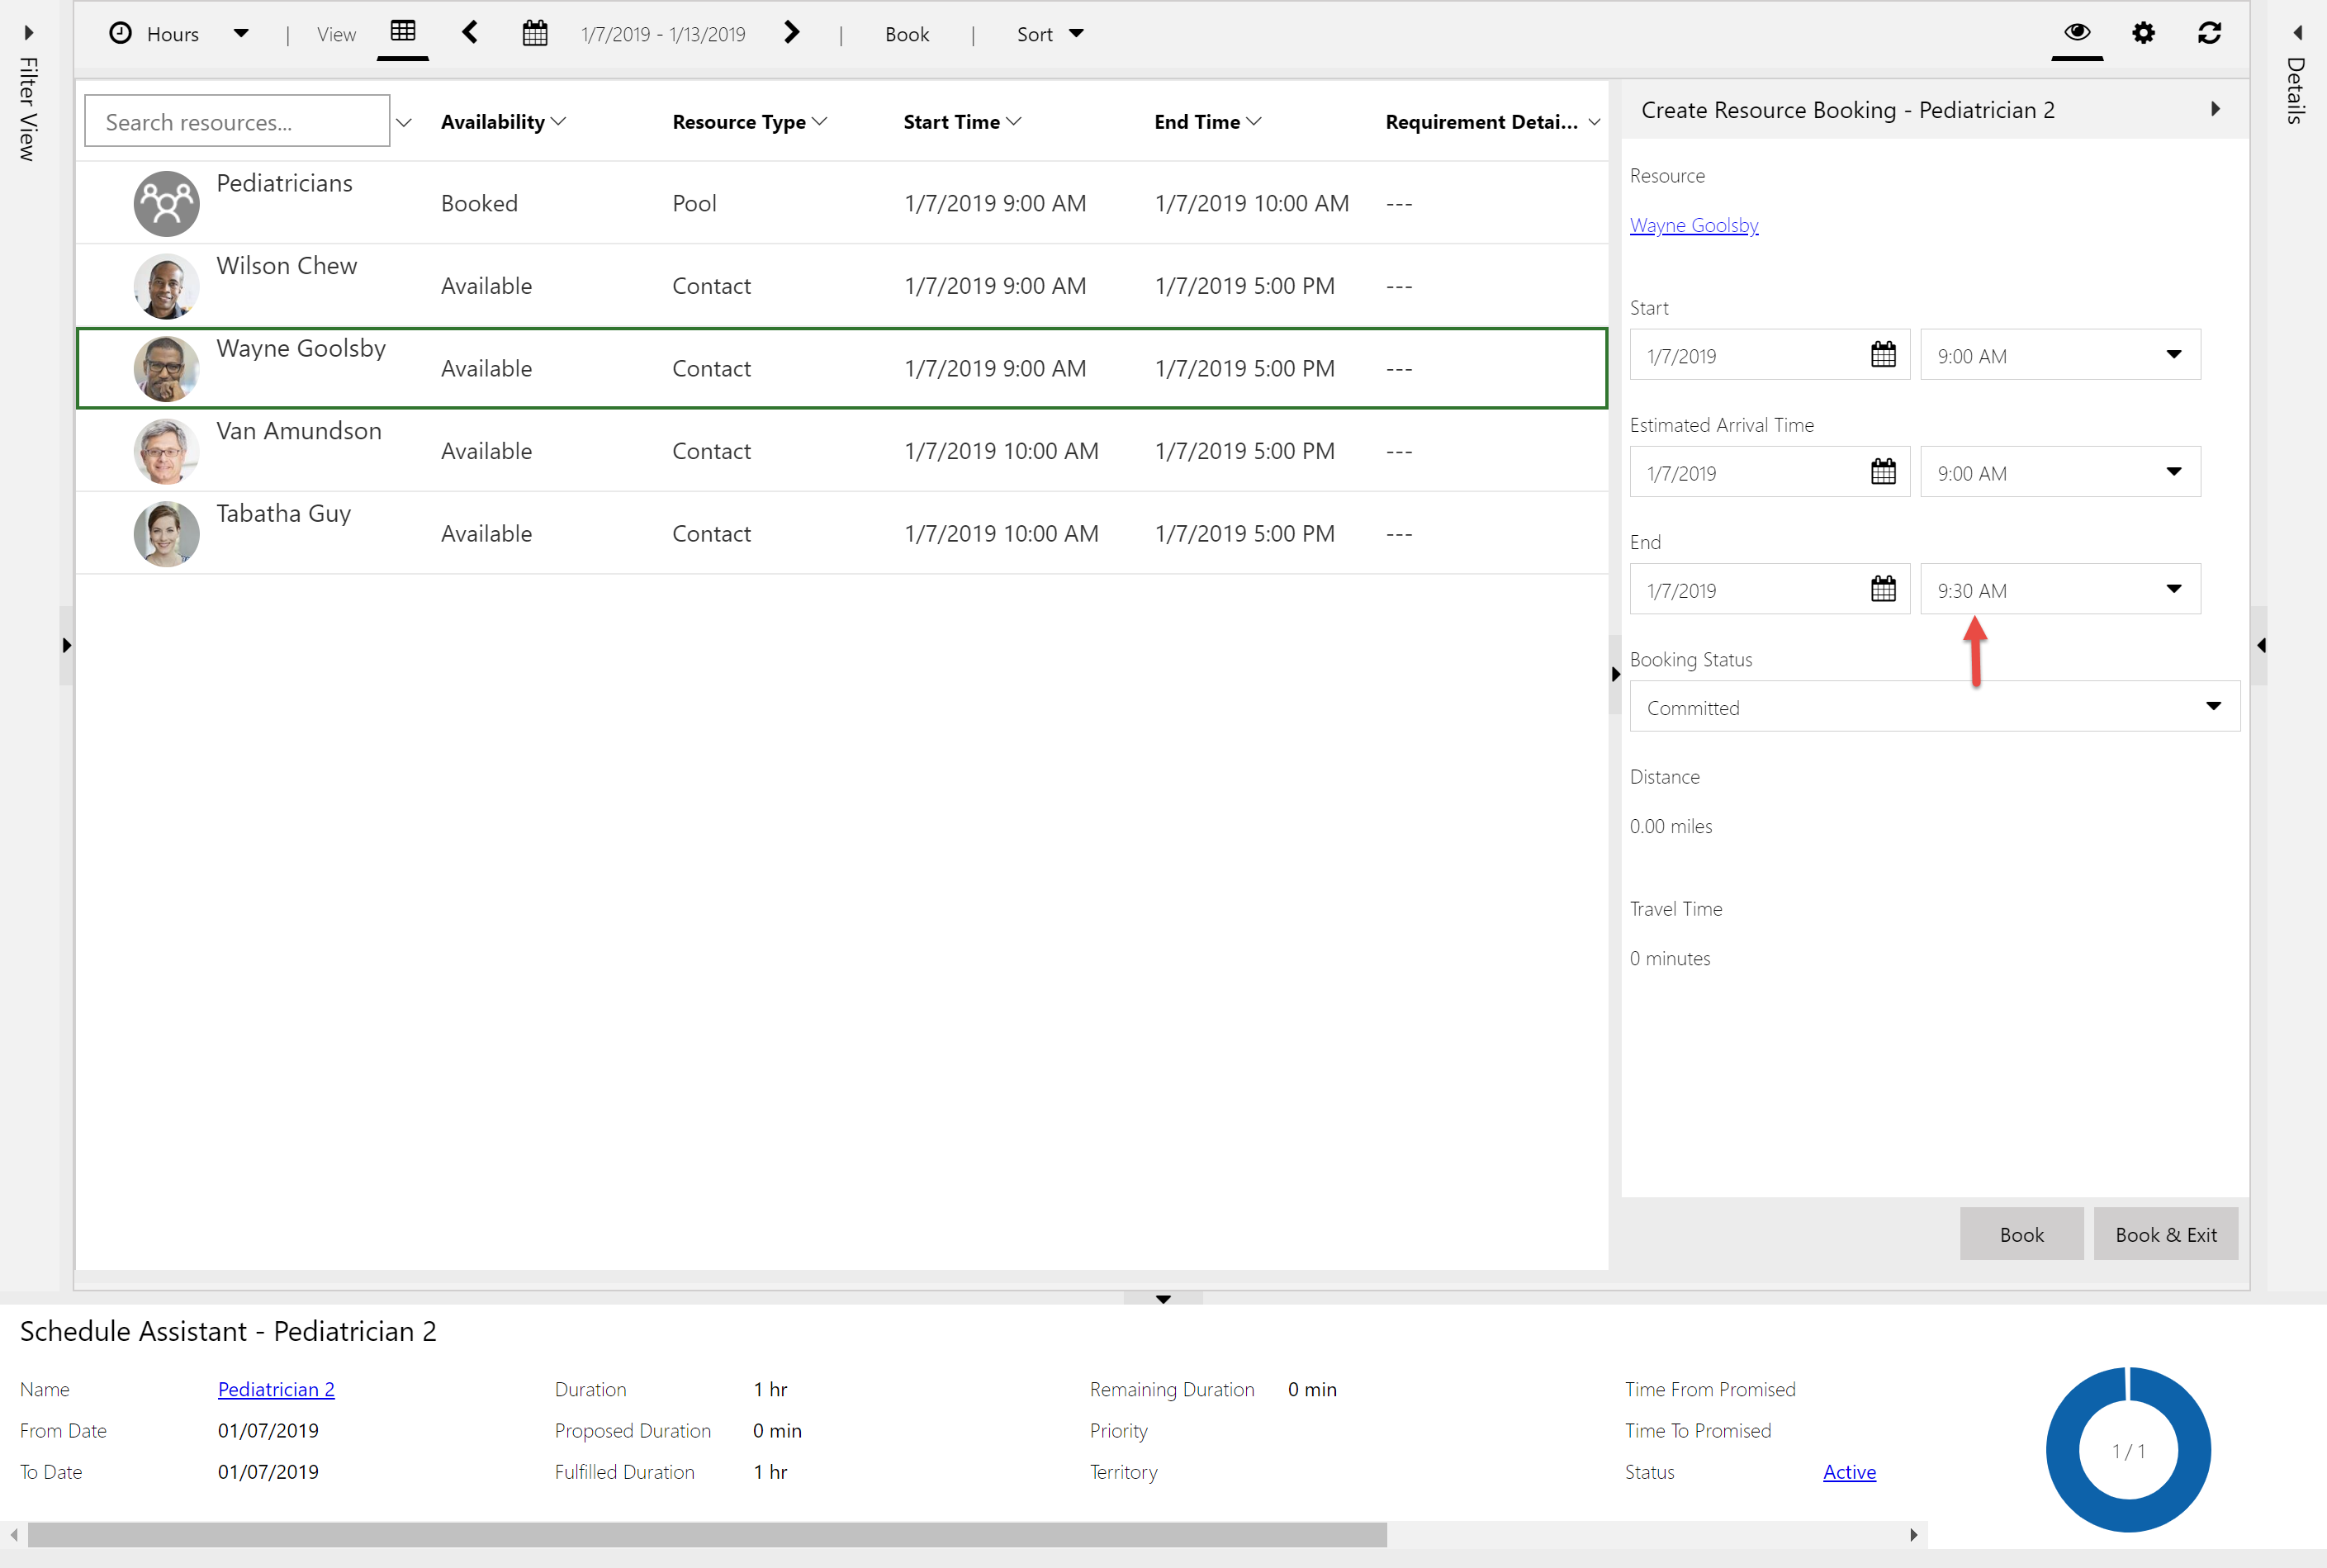 Filter View
Hours | View 1/7/2019 - 1/13/2019 | Book | Sort
Details
Search resources... Availability Resource Type Start Time End Time Requirement Detai...
Pediatricians Booked Pool 1/7/2019 9:00 AM 1/7/2019 10:00 AM ---
Wilson Chew Available Contact 1/7/2019 9:00 AM 1/7/2019 5:00 PM ---
Wayne Goolsby Available Contact 1/7/2019 9:00 AM 1/7/2019 5:00 PM ---
Van Amundson Available Contact 1/7/2019 10:00 AM 1/7/2019 5:00 PM ---
Tabatha Guy Available Contact 1/7/2019 10:00 AM 1/7/2019 5:00 PM ---
Create Resource Booking - Pediatrician 2
Resource
Wayne Goolsby
Start
1/7/2019 9:00 AM
Estimated Arrival Time
1/7/2019 9:00 AM
End
1/7/2019 9:30 AM
Booking Status
Committed
Distance
0.00 miles
Travel Time
0 minutes
Book Book & Exit
Schedule Assistant - Pediatrician 2
Name Pediatrician 2 Duration 1 hr Remaining Duration 0 min Time From Promised
From Date 01/07/2019 Proposed Duration 0 min Priority Time To Promised
To Date 01/07/2019 Fulfilled Duration 1 hr Territory Status Active
1 / 1